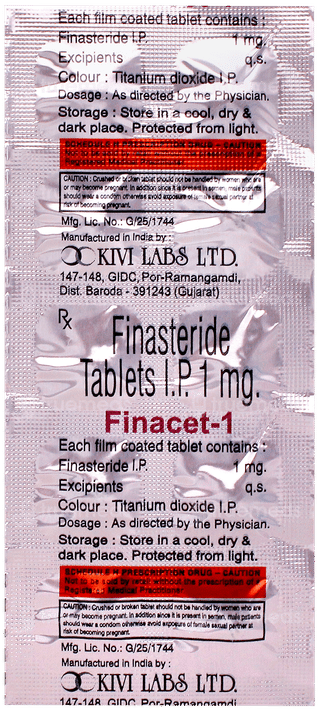 Each film coated tablet contains :
Finasteride I.P. 1 mg.
Excipients q.s.
Colour : Titanium dioxide I.P.
Dosage : As directed by the Physician.
Storage : Store in a cool, dry &
dark place. Protected from light.
SCHEDULE H PRESCRIPTION DRUG - CAUTION
Registered Medical Practitioner
CAUTION : Crushed or broken tablet should not be handled by women who are
or may become pregnant. In addition since it is present in semen, male patients
should wear a condom otherwise avoid exposure of female sexual partner at
risk of becoming pregnant.
Mfg. Lic. No.: G/25/1744
Manufactured in India by :
KIVI LABS LTD.
147-148, GIDC, Por-Ramangamdi,
Dist. Baroda - 391243 (Gujarat)
Rx
Finasteride
Tablets I.P. 1 mg.
Finacet-1
Each film coated tablet contains :
Finasteride I.P. 1 mg.
Excipients q.s.
Colour : Titanium dioxide I.P.
Dosage : As directed by the Physician.
Storage : Store in a cool, dry &
dark place. Protected from light.
SCHEDULE H PRESCRIPTION DRUG - CAUTION
Not to be sold by retail without the prescription of a
Registered Medical Practitioner
CAUTION : Crushed or broken tablet should not be handled by women who are
or may become pregnant. In addition since it is present in semen, male patients
should wear a condom otherwise avoid exposure of female sexual partner at
risk of becoming pregnant.
Mfg. Lic. No.: G/25/1744
Manufactured in India by :
KIVI LABS LTD.
147-148, GIDC, Por-Ramangamdi,